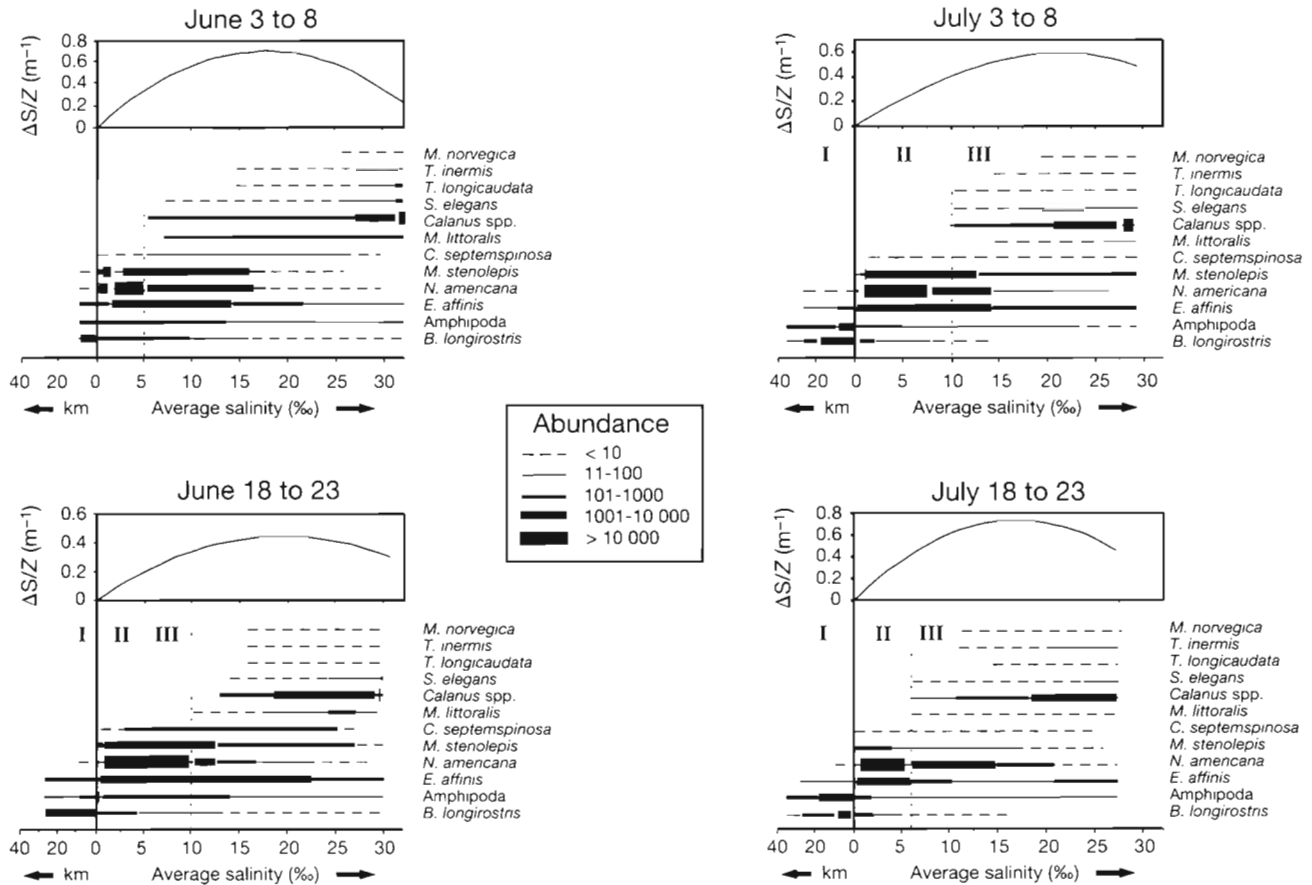 June 3 to 8
ΔS/Z (m⁻¹)
0.8
0.6
0.4
0.2
0
M. norvegica
T. inermis
T. longicaudata
S. elegans
Calanus spp.
M. littoralis
C. septemspinosa
M. stenolepis
N. americana
E. affinis
Amphipoda
B. longirostris
40 20 0 5 10 15 20 25 30
km Average salinity (‰)
July 3 to 8
ΔS/Z (m⁻¹)
0.6
0.4
0.2
0
I II III
M. norvegica
T. inermis
T. longicaudata
S. elegans
Calanus spp.
M. littoralis
C. septemspinosa
M. stenolepis
N. americana
E. affinis
Amphipoda
B. longirostris
40 20 0 5 10 15 20 25 30
km Average salinity (‰)
Abundance
< 10
11-100
101-1000
1001-10 000
> 10 000
June 18 to 23
ΔS/Z (m⁻¹)
0.6
0.4
0.2
0
I II III
M. norvegica
T. inermis
T. longicaudata
S. elegans
Calanus spp.
M. littoralis
C. septemspinosa
M. stenolepis
N. americana
E. affinis
Amphipoda
B. longirostris
40 20 0 5 10 15 20 25 30
km Average salinity (‰)
July 18 to 23
ΔS/Z (m⁻¹)
0.8
0.6
0.4
0.2
0
I II III
M. norvegica
T. inermis
T. longicaudata
S. elegans
Calanus spp.
M. littoralis
C. septemspinosa
M. stenolepis
N. americana
E. affinis
Amphipoda
B. longirostris
40 20 0 5 10 15 20 25 30
km Average salinity (‰)